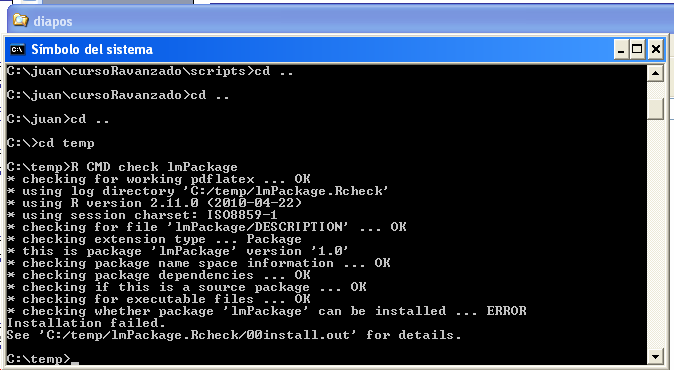 diapos
Símbolo del sistema
C:\juan\cursoRavanzado\scripts>cd ..
C:\juan\cursoRavanzado>cd ..
C:\juan>cd ..
C:\>cd temp
C:\temp>R CMD check lmPackage
* checking for working pdflatex ... OK
* using log directory 'C:/temp/lmPackage.Rcheck'
* using R version 2.11.0 (2010-04-22)
* using session charset: ISO8859-1
* checking for file 'lmPackage/DESCRIPTION' ... OK
* checking extension type ... Package
* this is package 'lmPackage' version '1.0'
* checking package name space information ... OK
* checking package dependencies ... OK
* checking if this is a source package ... OK
* checking for executable files ... OK
* checking whether package 'lmPackage' can be installed ... ERROR
Installation failed.
See 'C:/temp/lmPackage.Rcheck/00install.out' for details.
C:\temp>_